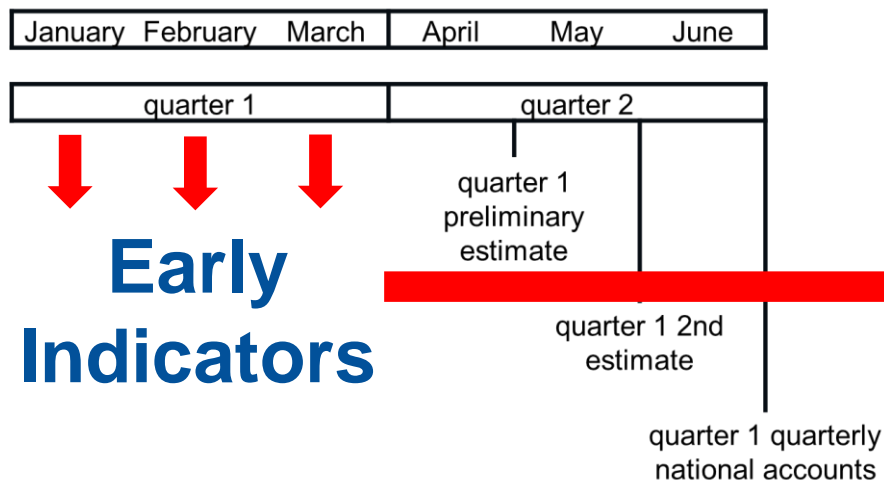 January February March April May June
quarter 1 quarter 2
quarter 1
preliminary
estimate
Early
Indicators
quarter 1 2nd
estimate
quarter 1 quarterly
national accounts